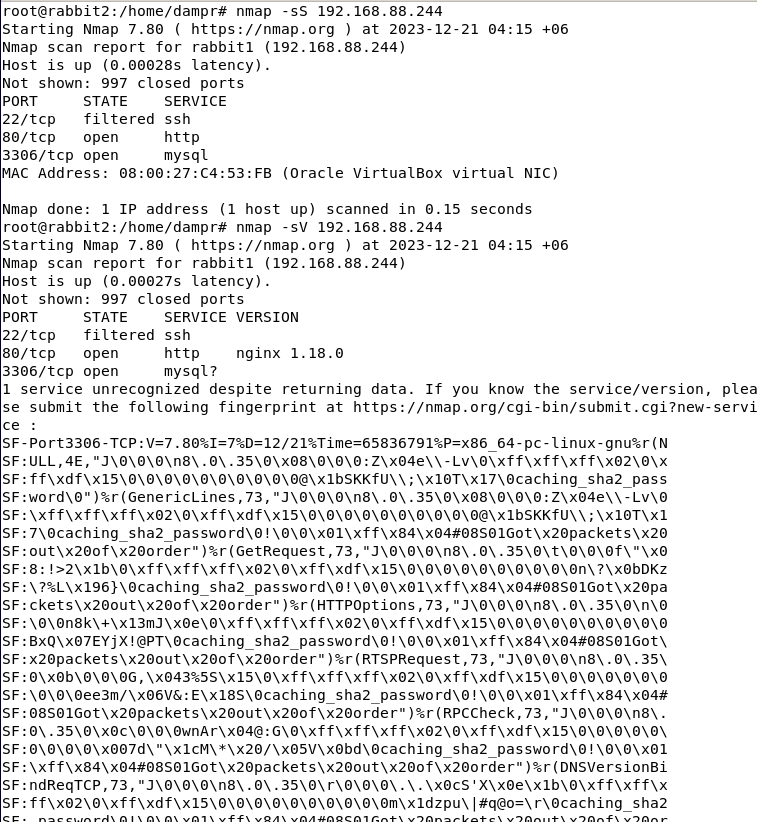 root@rabbit2:/home/dampr# nmap -sS 192.168.88.244
Starting Nmap 7.80 ( https://nmap.org ) at 2023-12-21 04:15 +06
Nmap scan report for rabbit1 (192.168.88.244)
Host is up (0.00028s latency).
Not shown: 997 closed ports
PORT     STATE    SERVICE
22/tcp   filtered ssh
80/tcp   open     http
3306/tcp open     mysql
MAC Address: 08:00:27:C4:53:FB (Oracle VirtualBox virtual NIC)
Nmap done: 1 IP address (1 host up) scanned in 0.15 seconds
root@rabbit2:/home/dampr# nmap -sV 192.168.88.244
Starting Nmap 7.80 ( https://nmap.org ) at 2023-12-21 04:15 +06
Nmap scan report for rabbit1 (192.168.88.244)
Host is up (0.00027s latency).
Not shown: 997 closed ports
PORT     STATE    SERVICE VERSION
22/tcp   filtered ssh
80/tcp   open     http    nginx 1.18.0
3306/tcp open     mysql?
1 service unrecognized despite returning data. If you know the service/version, plea
se submit the following fingerprint at https://nmap.org/cgi-bin/submit.cgi?new-servi
ce :
SF-Port3306-TCP:V=7.80%I=7%D=12/21%Time=65836791%P=x86_64-pc-linux-gnu%r(N
SF:ULL,4E,"J\0\0\0\n8\.0\.35\0\x08\0\0\0:Z\x04e\\-Lv\0\xff\xff\xff\x02\0\x
SF:ff\xdf\x15\0\0\0\0\0\0\0\0\0\0@\x1bSKKfU\\;\x10T\x17\0caching_sha2_pass
SF:word\0")%r(GenericLines,73,"J\0\0\0\n8\.0\.35\0\x08\0\0\0:Z\x04e\\-Lv\0
SF:\xff\xff\xff\x02\0\xff\xdf\x15\0\0\0\0\0\0\0\0\0\0@\x1bSKKfU\\;\x10T\x1
SF:7\0caching_sha2_password\0!\0\0\x01\xff\x84\x04#08S01Got\x20packets\x20
SF:out\x20of\x20order")%r(GetRequest,73,"J\0\0\0\n8\.0\.35\0\t\0\0\0f\"\x0
SF:8:!>2\x1b\0\xff\xff\xff\x02\0\xff\xdf\x15\0\0\0\0\0\0\0\0\0\0n\?\x0bDKz
SF:\?%L\x196}\0caching_sha2_password\0!\0\0\x01\xff\x84\x04#08S01Got\x20pa
SF:ckets\x20out\x20of\x20order")%r(HTTPOptions,73,"J\0\0\0\n8\.0\.35\0\n\0
SF:\0\0n8k\+\x13mJ\x0e\0\xff\xff\xff\x02\0\xff\xdf\x15\0\0\0\0\0\0\0\0\0\0
SF:BxQ\x07EYjX!@PT\0caching_sha2_password\0!\0\0\x01\xff\x84\x04#08S01Got\
SF:x20packets\x20out\x20of\x20order")%r(RTSPRequest,73,"J\0\0\0\n8\.0\.35\
SF:0\x0b\0\0\0G,\x043%5S\x15\0\xff\xff\xff\x02\0\xff\xdf\x15\0\0\0\0\0\0\0
SF:\0\0\0ee3m/\x06V&:E\x18S\0caching_sha2_password\0!\0\0\x01\xff\x84\x04#
SF:08S01Got\x20packets\x20out\x20of\x20order")%r(RPCCheck,73,"J\0\0\0\n8\.
SF:0\.35\0\x0c\0\0\0wnAr\x04@:G\0\xff\xff\xff\x02\0\xff\xdf\x15\0\0\0\0\0\
SF:0\0\0\0\x007d\"\x1cM\*\x20/\x05V\x0bd\0caching_sha2_password\0!\0\0\x01
SF:\xff\x84\x04#08S01Got\x20packets\x20out\x20of\x20order")%r(DNSVersionBi
SF:ndReqTCP,73,"J\0\0\0\n8\.0\.35\0\r\0\0\0\.\.\x0cS'X\x0e\x1b\0\xff\xff\x
SF:ff\x02\0\xff\xdf\x15\0\0\0\0\0\0\0\0\0\0m\x1dzpu\|#q@o=\r\0caching_sha2
SF:_password\0!\0\0\x01\xff\x84\x04#08S01Got\x20packets\x20out\x20of\x20or